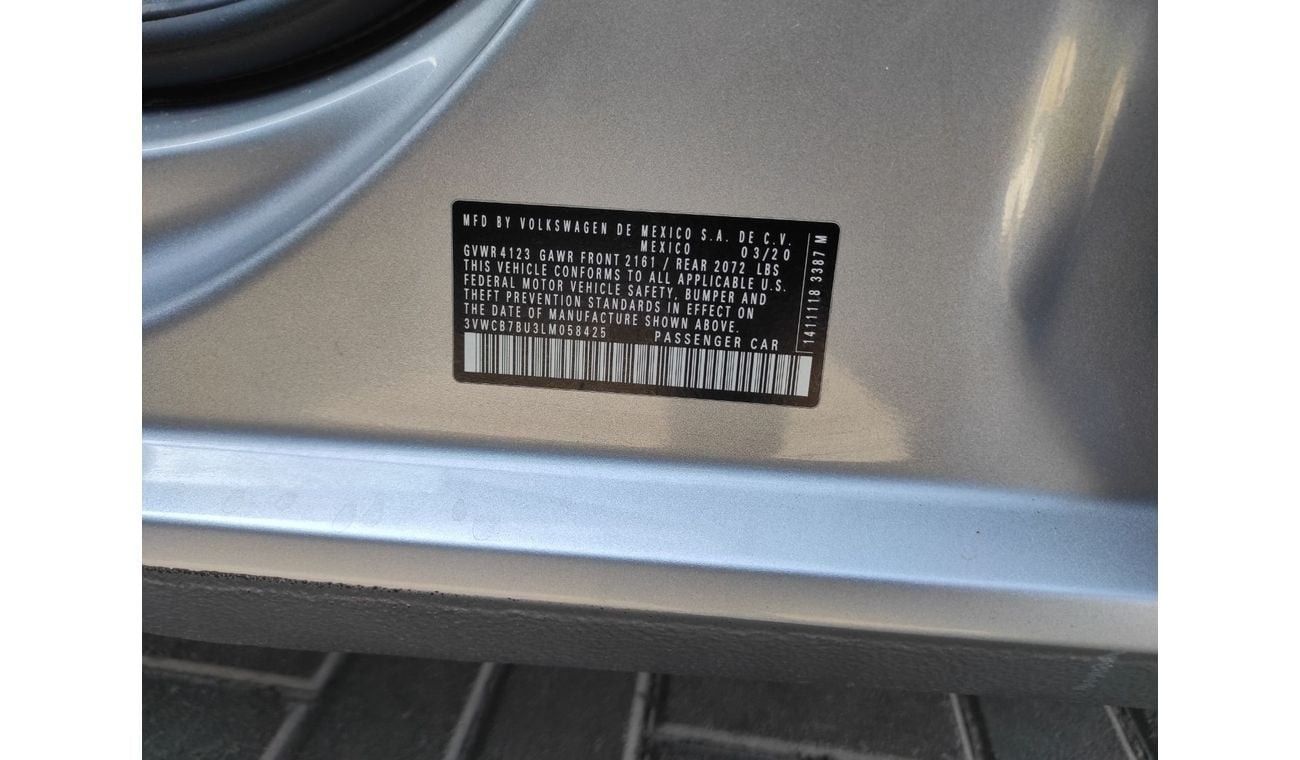 MFD BY VOLKSWAGEN DE MEXICO S.A. DE C.V.
MEXICO 03/20
GVWR 4123 GAWR FRONT 2161 / REAR 2072 LBS
THIS VEHICLE CONFORMS TO ALL APPLICABLE U.S.
FEDERAL MOTOR VEHICLE SAFETY, BUMPER AND
THEFT PREVENTION STANDARDS IN EFFECT ON
THE DATE OF MANUFACTURE SHOWN ABOVE.
3VWCB7BU3LM058425 PASSENGER CAR
1411118 3387 M